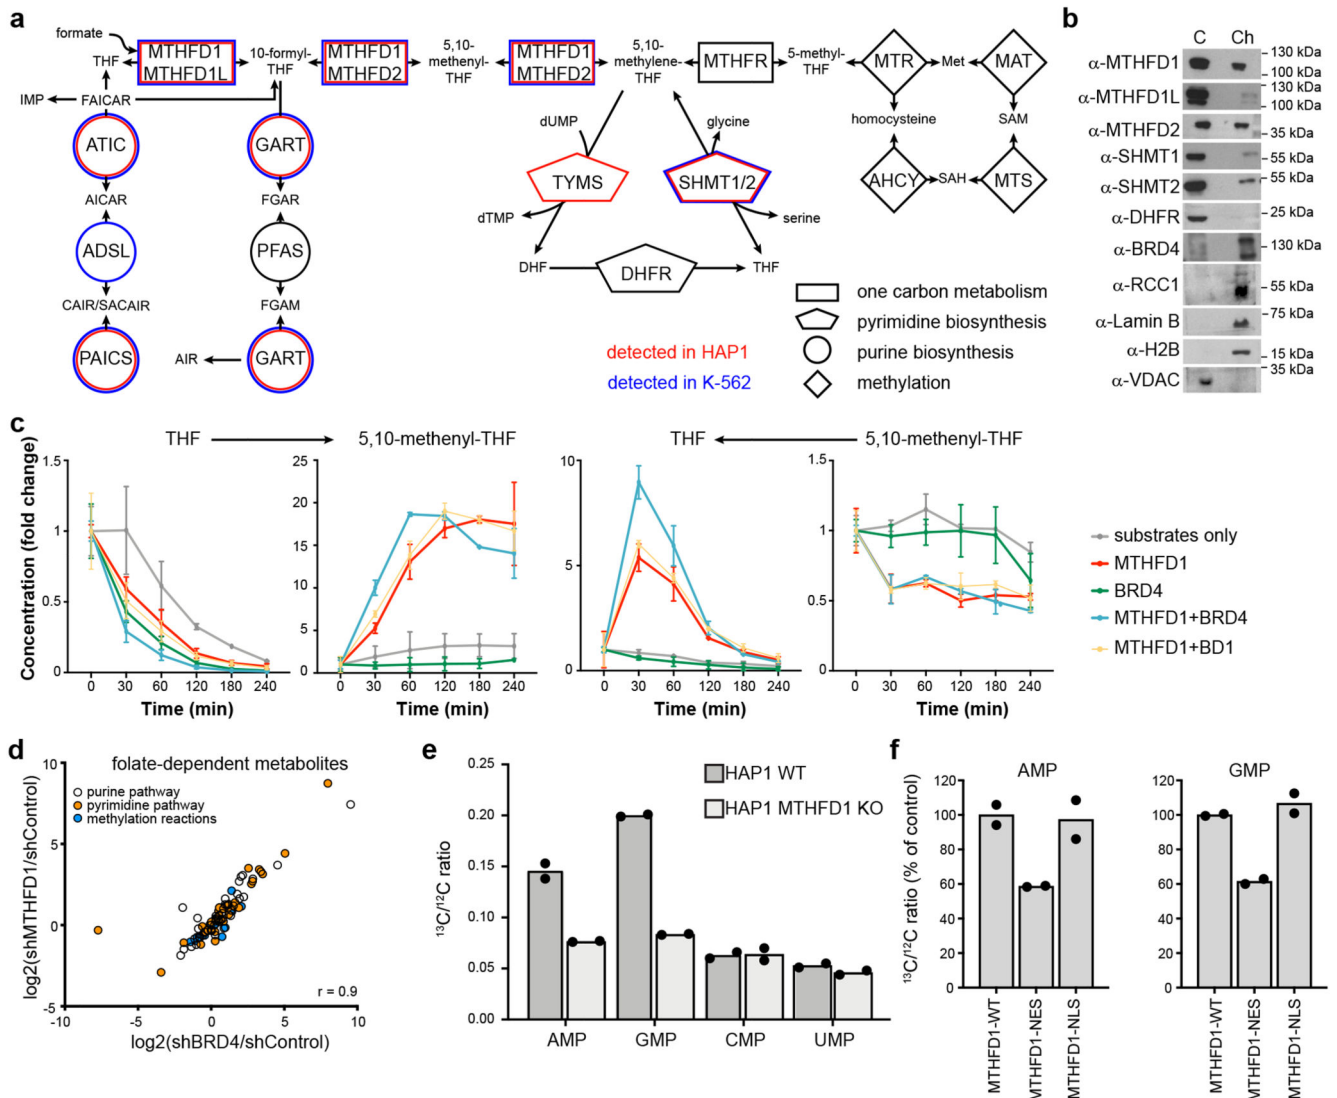 a
formate
THF
MTHFD1
MTHFD1L
10-formyl-
THF
MTHFD1
MTHFD2
5,10-
methenyl-
THF
MTHFD1
MTHFD2
5,10-
methylene-
THF
MTHFR
5-methyl-
THF
MTR
Met
MAT
IMP
FAICAR
ATIC
GART
dUMP
glycine
homocysteine
SAM
TYMS
SHMT1/2
AHCY
SAH
MTS
AICAR
FGAR
dTMP
serine
ADSL
PFAS
DHF
DHFR
THF
CAIR/SACAIR
FGAM
PAICS
AIR
GART
one carbon metabolism
pyrimidine biosynthesis
purine biosynthesis
methylation
detected in HAP1
detected in K-562
b
C Ch
α-MTHFD1
130 kDa
100 kDa
α-MTHFD1L
130 kDa
100 kDa
α-MTHFD2
35 kDa
α-SHMT1
55 kDa
α-SHMT2
55 kDa
α-DHFR
25 kDa
α-BRD4
130 kDa
α-RCC1
55 kDa
α-Lamin B
75 kDa
α-H2B
15 kDa
α-VDAC
35 kDa
c
THF
5,10-methenyl-THF
THF
5,10-methenyl-THF
Concentration (fold change)
1.5
1
0.5
0
0 30 60 120 180 240
Time (min)
25
20
15
10
5
0
0 30 60 120 180 240
Time (min)
10
5
0
0 30 60 120 180 240
Time (min)
1.5
1
0.5
0
0 30 60 120 180 240
Time (min)
substrates only
MTHFD1
BRD4
MTHFD1+BRD4
MTHFD1+BD1
d
folate-dependent metabolites
purine pathway
pyrimidine pathway
methylation reactions
log2(shMTHFD1/shControl)
10
5
0
-5
r = 0.9
-10 -5 0 5 10
log2(shBRD4/shControl)
e
HAP1 WT
HAP1 MTHFD1 KO
¹³C/¹²C ratio
0.25
0.20
0.15
0.10
0.05
0.00
AMP GMP CMP UMP
f
AMP
¹³C/¹²C ratio (% of control)
120
100
80
60
40
20
0
MTHFD1-WT
MTHFD1-NES
MTHFD1-NLS
GMP
120
100
80
60
40
20
0
MTHFD1-WT
MTHFD1-NES
MTHFD1-NLS